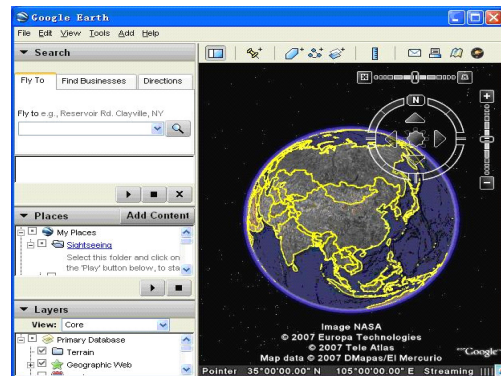 Google Earth
File Edit View Tools Add Help
Search
Fly To Find Businesses Directions
Fly to e.g., Reservoir Rd. Clayville, NY
Places Add Content
My Places
Sightseeing
Select this folder and click on
the 'Play' button below, to sta
Layers
View: Core
Primary Database
Terrain
Geographic Web
N
Image NASA
© 2007 Europa Technologies
© 2007 Tele Atlas
Map data © 2007 DMapas/El Mercurio
Google
Pointer 35°00'00.00" N 105°00'00.00" E Streaming